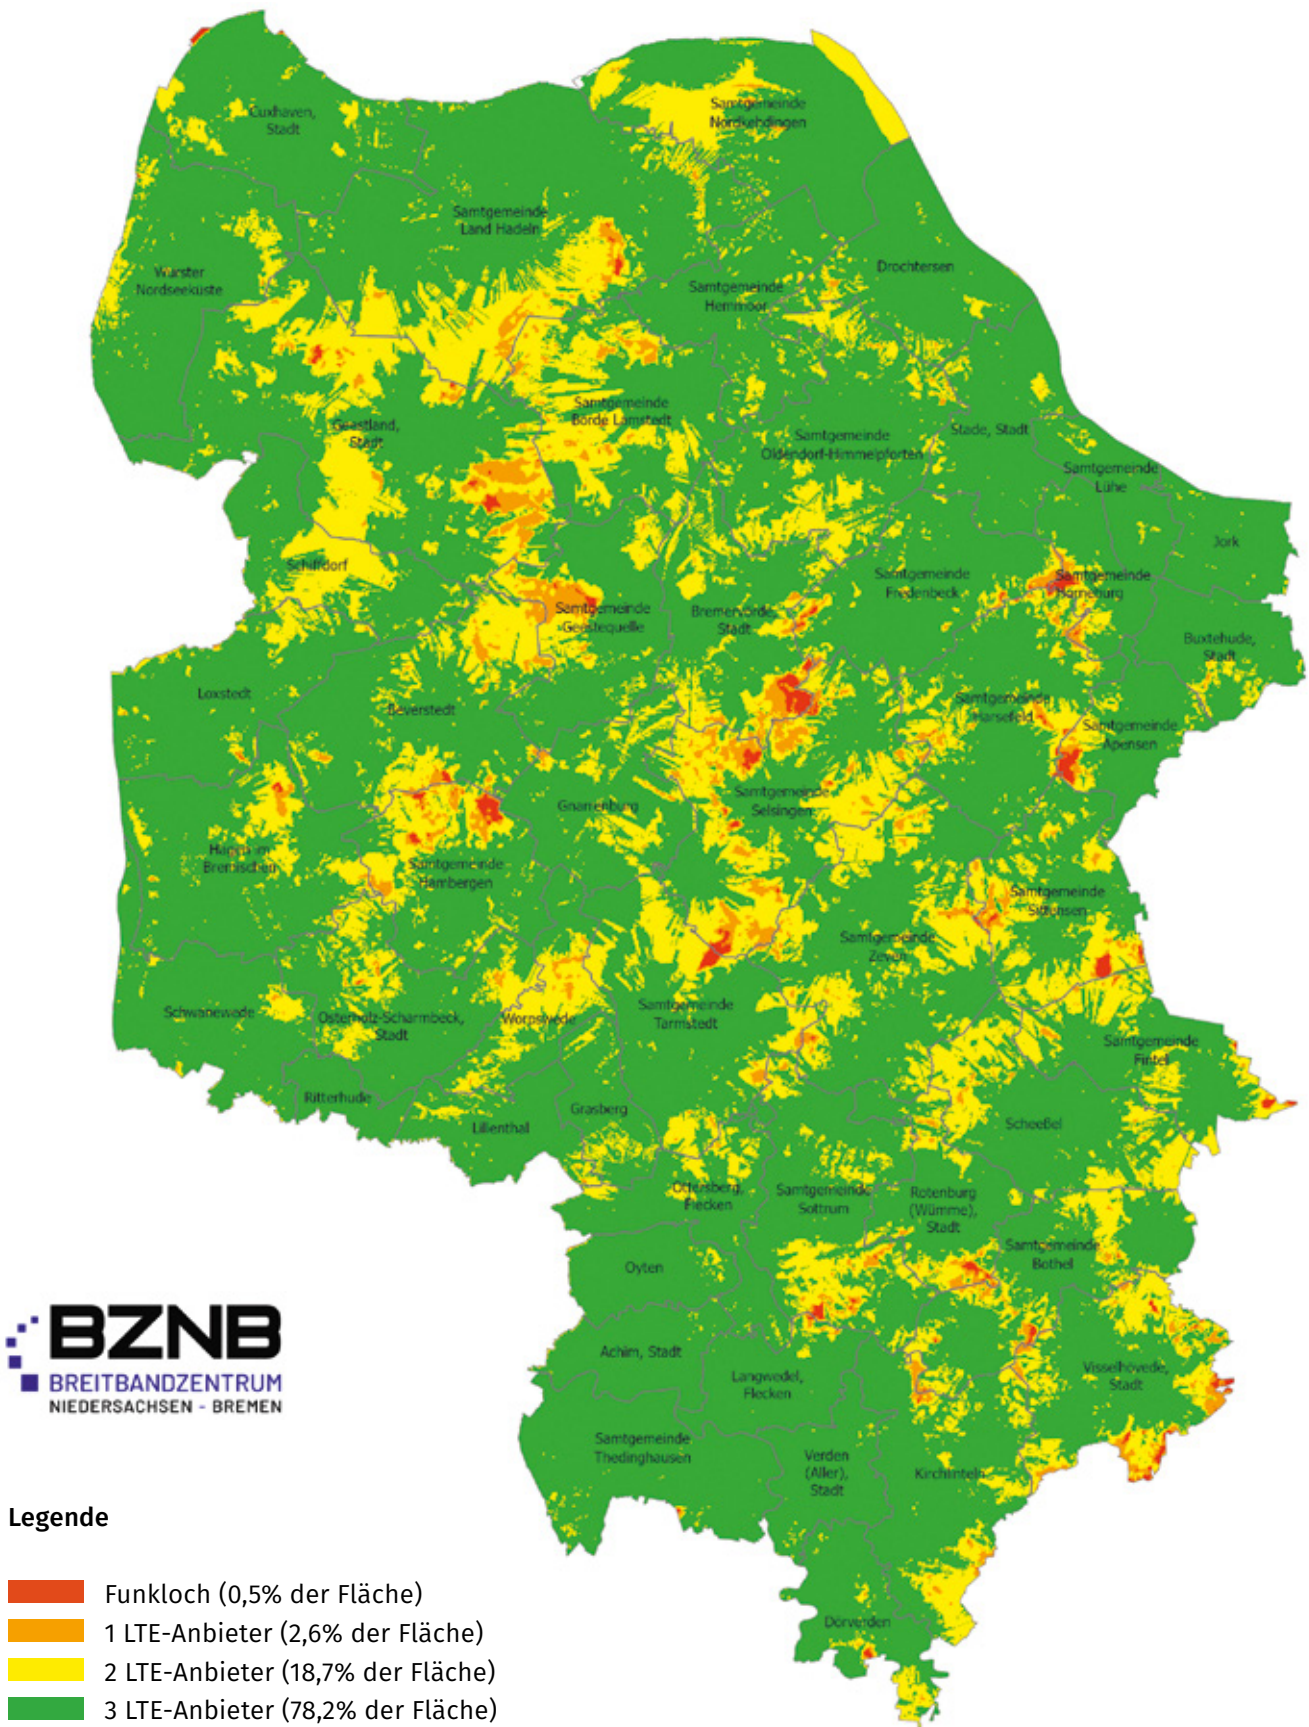 Cuxhaven,
Stadt
Samtgemeinde
Nordkehdingen
Samtgemeinde
Land Hadeln
Wurster
Nordseeküste
Drochtersen
Samtgemeinde
Hemmoor
Samtgemeinde
Börde Lamstedt
Geestland,
Stadt
Samtgemeinde
Oldendorf-Himmelpforten
Stade, Stadt
Samtgemeinde
Lühe
Jork
Schiffdorf
Samtgemeinde
Geestequelle
Bremervörde,
Stadt
Samtgemeinde
Fredenbeck
Samtgemeinde
Horneburg
Buxtehude,
Stadt
Loxstedt
Beverstedt
Samtgemeinde
Harsefeld
Samtgemeinde
Apensen
Gnarrenburg
Samtgemeinde
Selsingen
Hagen im
Bremischen
Samtgemeinde
Hambergen
Samtgemeinde
Sittensen
Samtgemeinde
Zeven
Schwanewede
Osterholz-Scharmbeck,
Stadt
Worpswede
Samtgemeinde
Tarmstedt
Samtgemeinde
Fintel
Ritterhude
Lilienthal
Grasberg
Scheeßel
Ottersberg,
Flecken
Samtgemeinde
Sottrum
Rotenburg
(Wümme),
Stadt
Samtgemeinde
Bothel
Oyten
Achim, Stadt
Langwedel,
Flecken
Visselhövede,
Stadt
Samtgemeinde
Thedinghausen
Verden
(Aller),
Stadt
Kirchlinteln
Dörverden
BZNB
BREITBANDZENTRUM
NIEDERSACHSEN - BREMEN
Legende
Funkloch (0,5% der Fläche)
1 LTE-Anbieter (2,6% der Fläche)
2 LTE-Anbieter (18,7% der Fläche)
3 LTE-Anbieter (78,2% der Fläche)